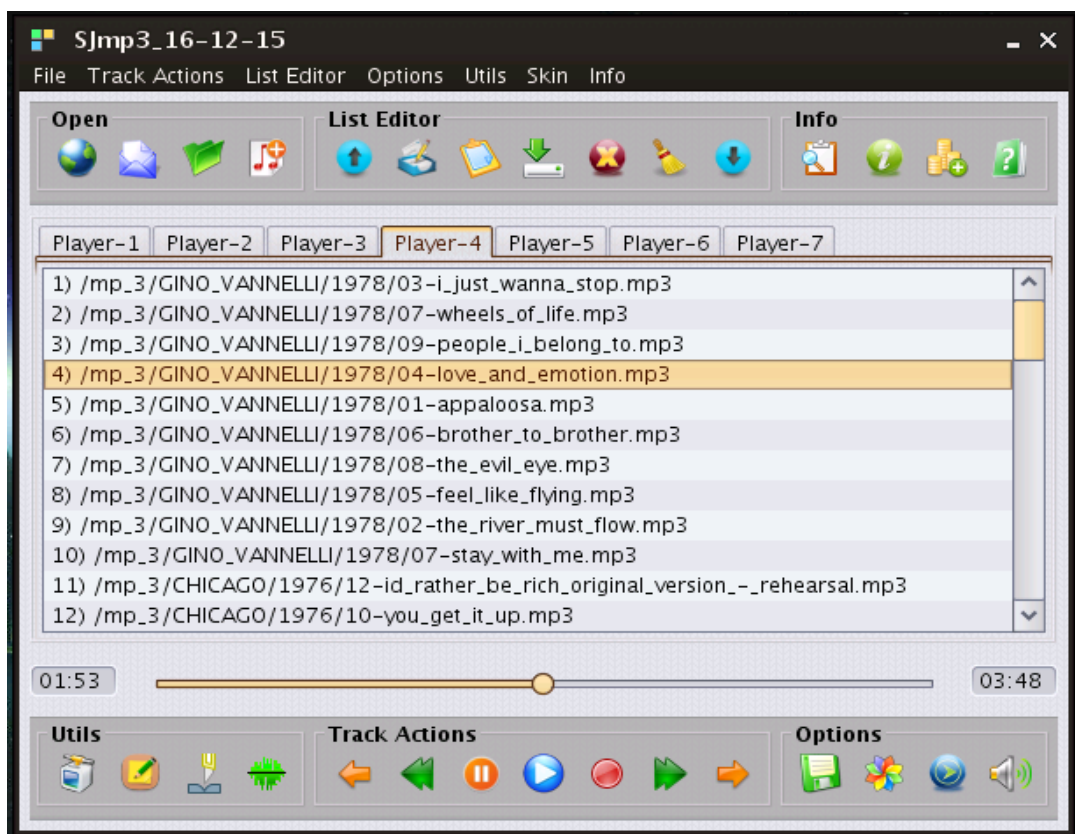 SJmp3_16-12-15
File Track Actions List Editor Options Utils Skin Info
Open List Editor Info
Player-1 Player-2 Player-3 Player-4 Player-5 Player-6 Player-7
1) /mp_3/GINO_VANNELLI/1978/03-i_just_wanna_stop.mp3
2) /mp_3/GINO_VANNELLI/1978/07-wheels_of_life.mp3
3) /mp_3/GINO_VANNELLI/1978/09-people_i_belong_to.mp3
4) /mp_3/GINO_VANNELLI/1978/04-love_and_emotion.mp3
5) /mp_3/GINO_VANNELLI/1978/01-appaloosa.mp3
6) /mp_3/GINO_VANNELLI/1978/06-brother_to_brother.mp3
7) /mp_3/GINO_VANNELLI/1978/08-the_evil_eye.mp3
8) /mp_3/GINO_VANNELLI/1978/05-feel_like_flying.mp3
9) /mp_3/GINO_VANNELLI/1978/02-the_river_must_flow.mp3
10) /mp_3/GINO_VANNELLI/1978/07-stay_with_me.mp3
11) /mp_3/CHICAGO/1976/12-id_rather_be_rich_original_version_-_rehearsal.mp3
12) /mp_3/CHICAGO/1976/10-you_get_it_up.mp3
01:53 03:48
Utils Track Actions Options